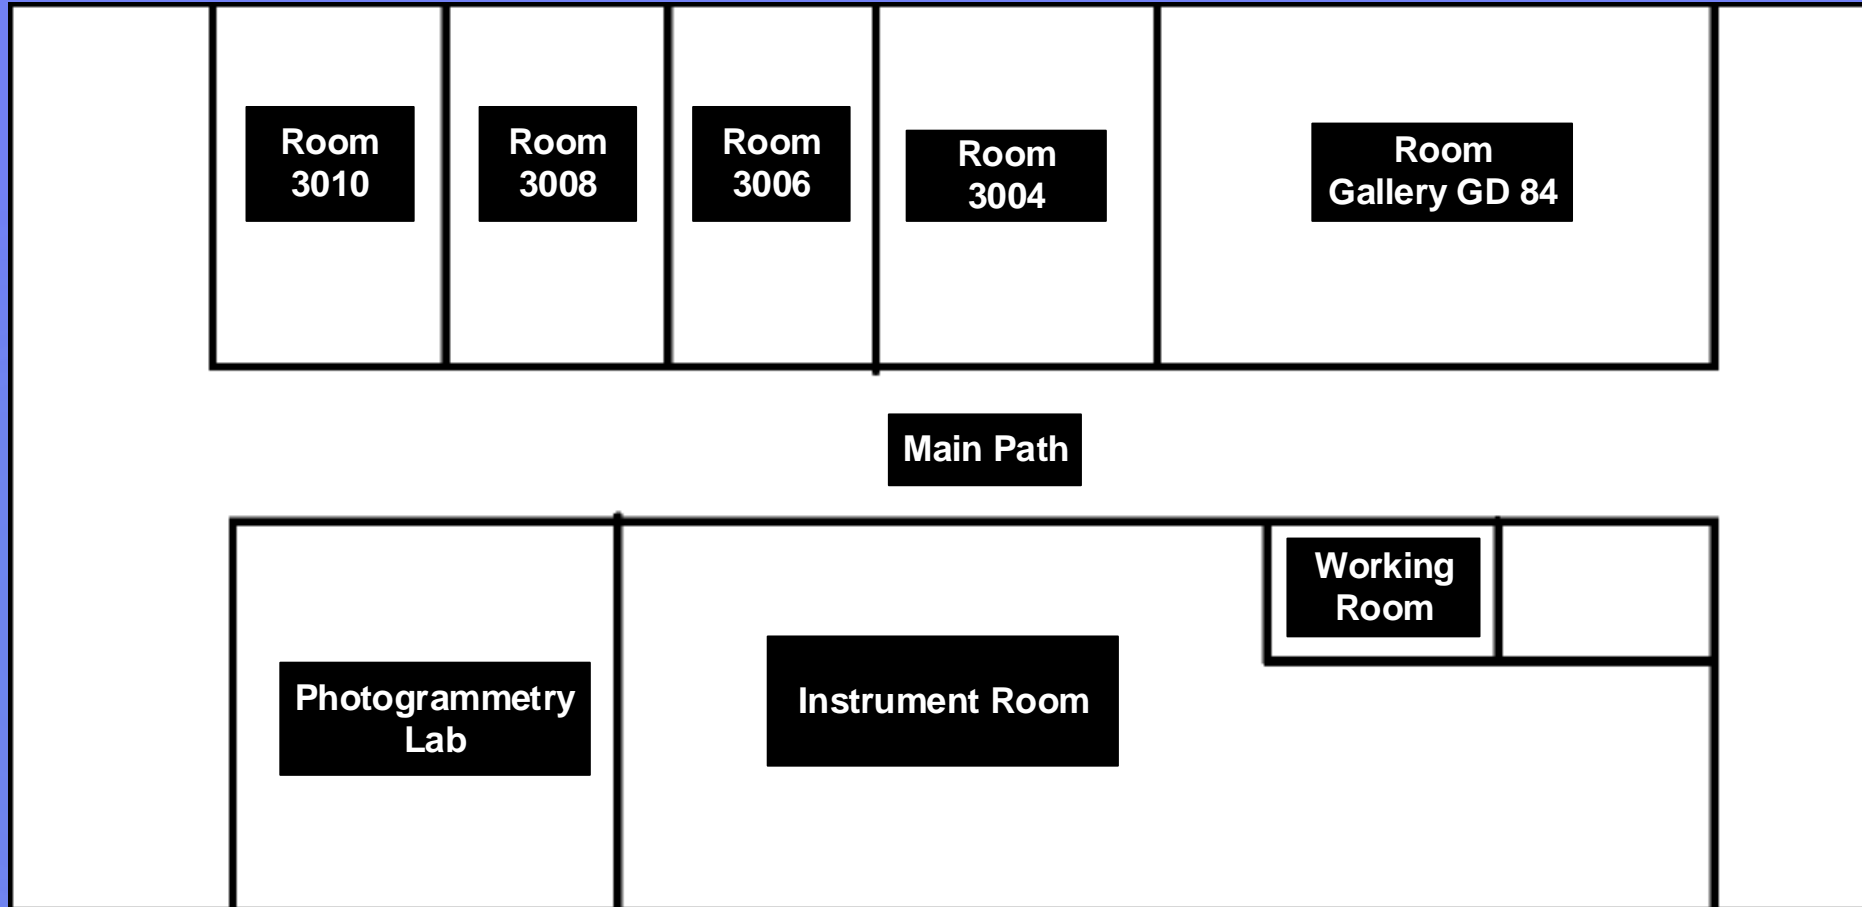 Room
3010
Room
3008
Room
3006
Room
3004
Room
Gallery GD 84
Main Path
Working
Room
Photogrammetry
Lab
Instrument Room